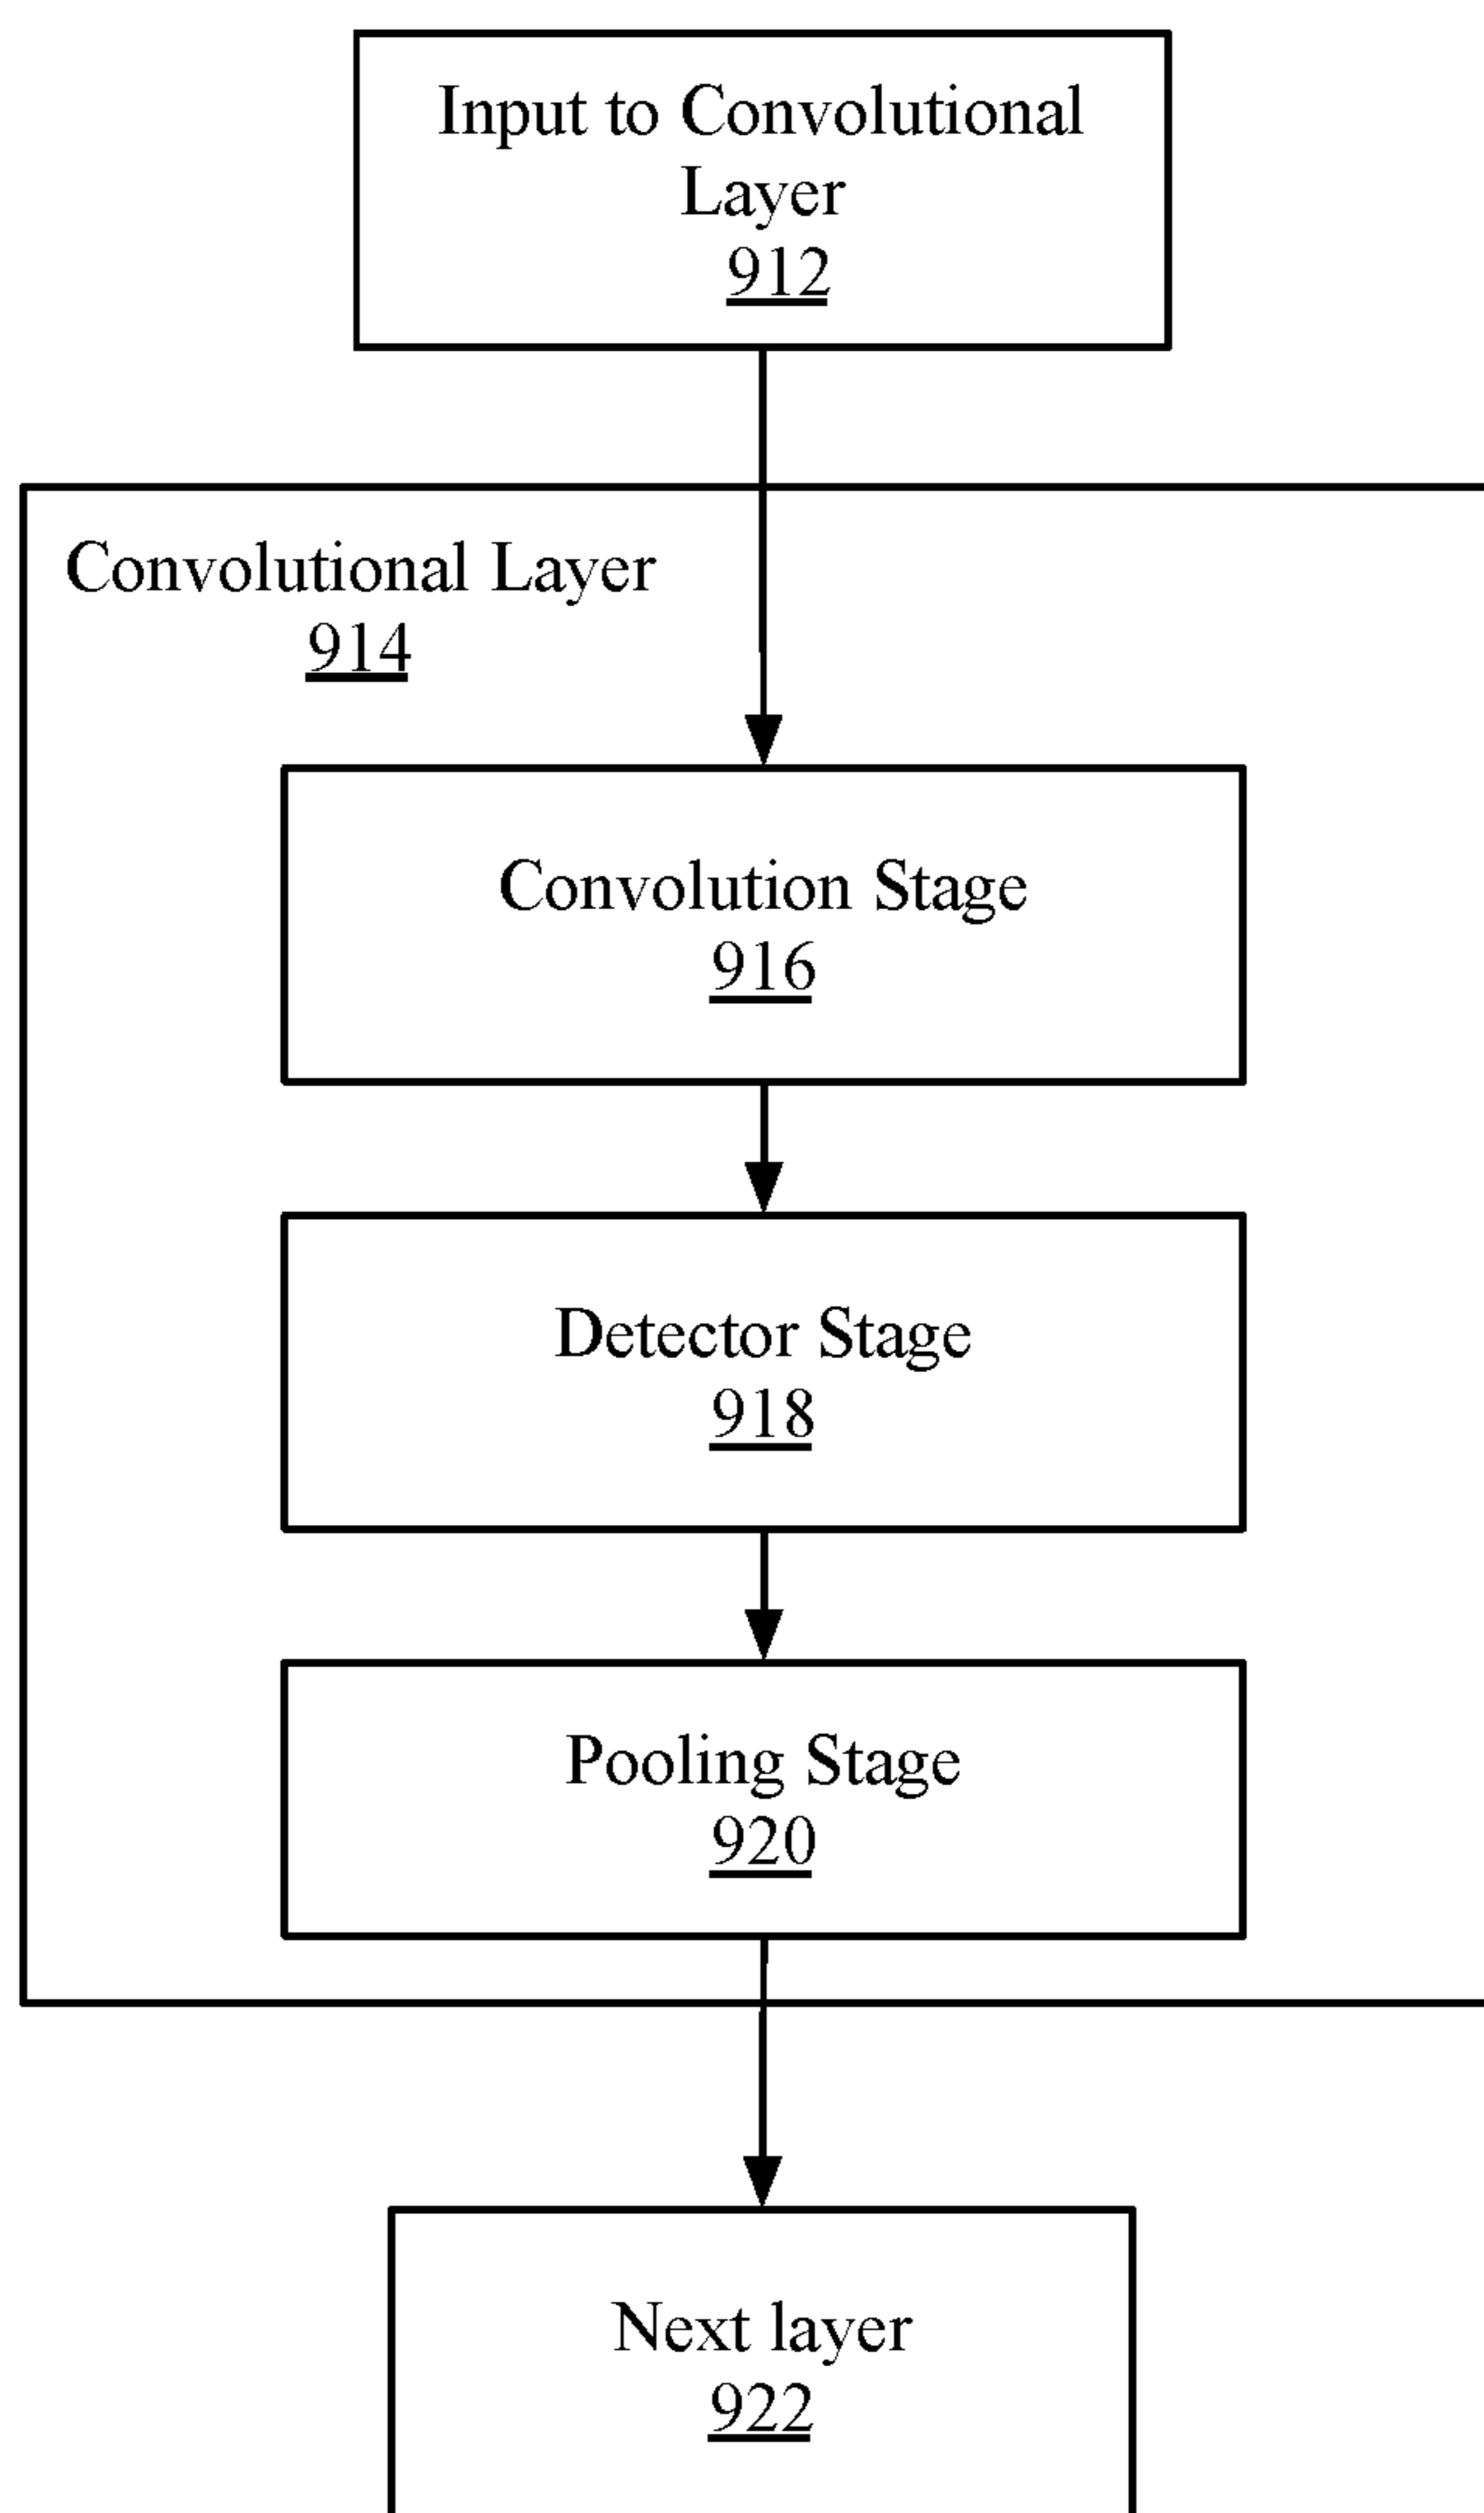 Input to Convolutional
Layer
912
Convolutional Layer
914
Convolution Stage
916
Detector Stage
918
Pooling Stage
920
Next layer
922